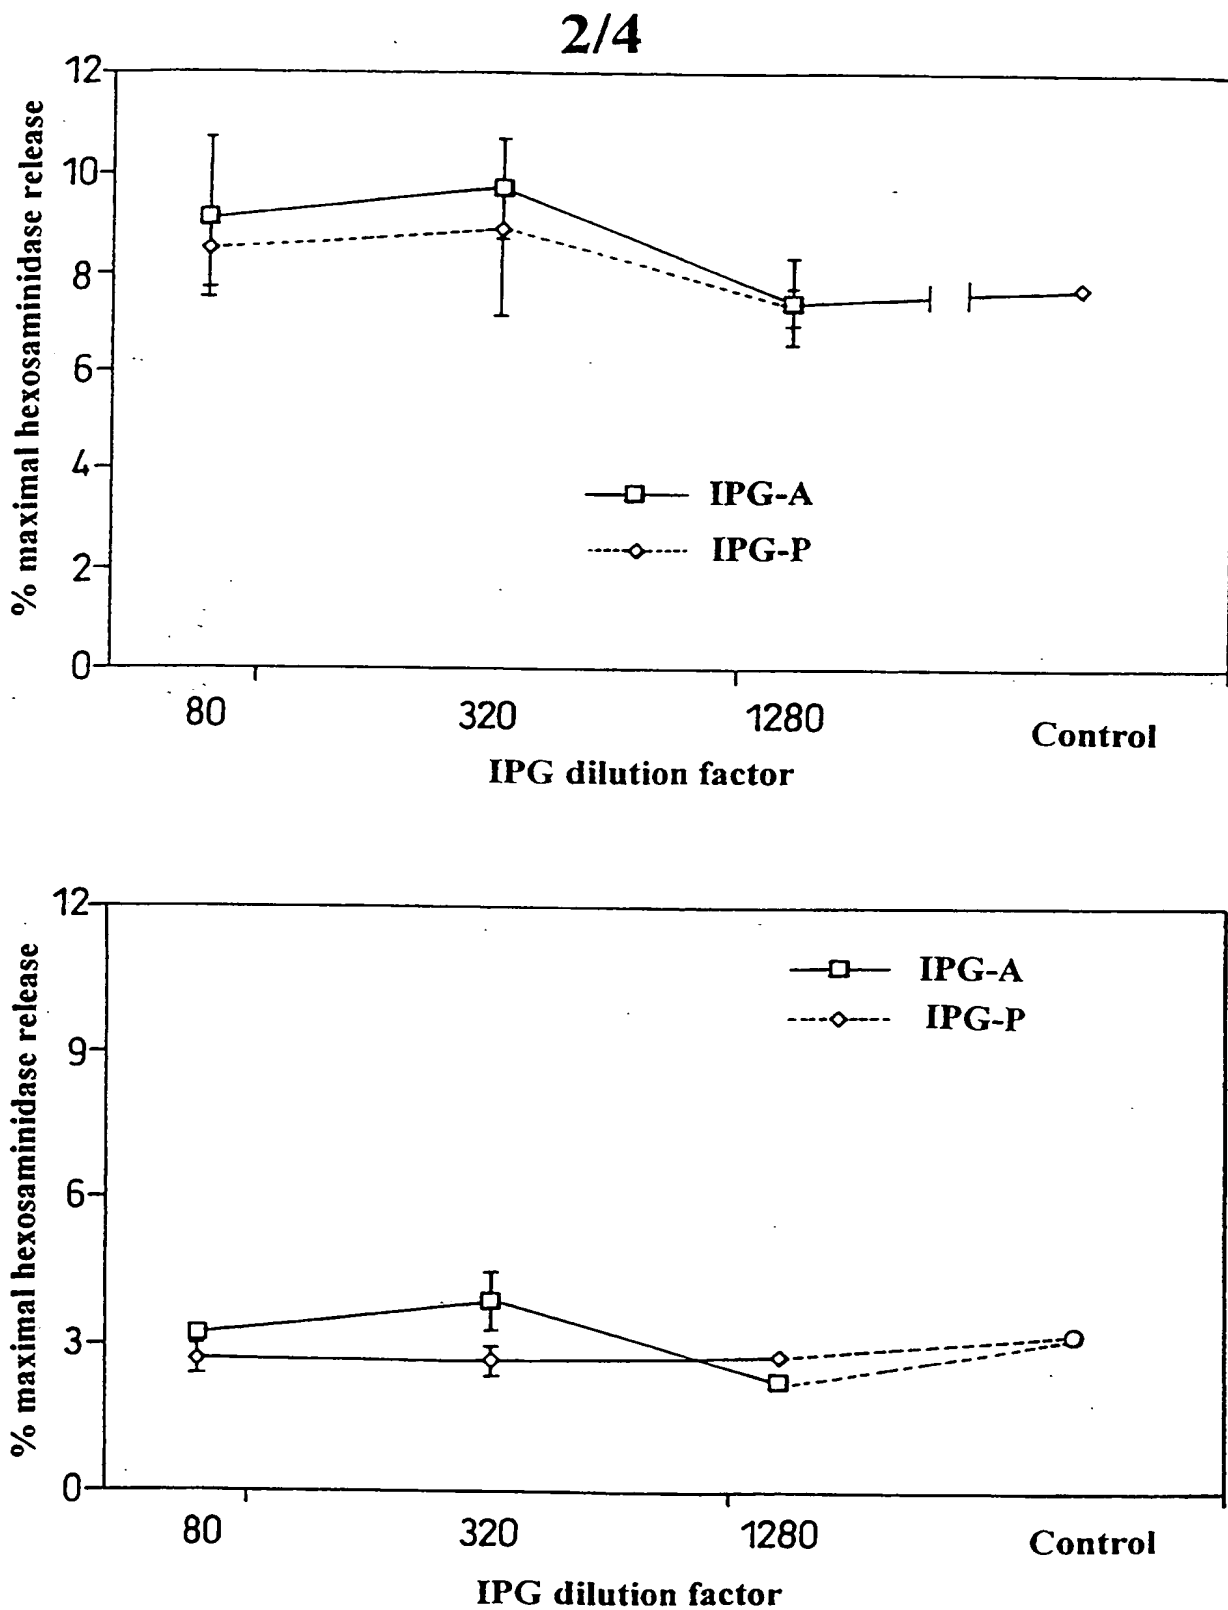 2/4
12
10
8
6
4
2
0
% maximal hexosaminidase release
IPG-A
IPG-P
80 320 1280 Control
IPG dilution factor
12
9
6
3
0
% maximal hexosaminidase release
IPG-A
IPG-P
80 320 1280 Control
IPG dilution factor